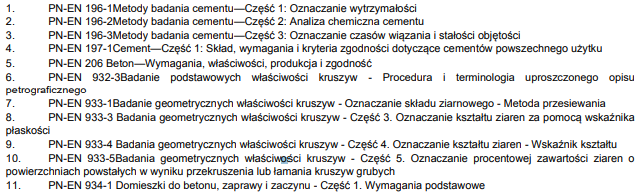 1. PN-EN 196-1Metody badania cementu—Część 1: Oznaczanie wytrzymałości
2. PN-EN 196-2Metody badania cementu—Część 2: Analiza chemiczna cementu
3. PN-EN 196-3Metody badania cementu—Część 3: Oznaczanie czasów wiązania i stałości objętości
4. PN-EN 197-1Cement—Część 1: Skład, wymagania i kryteria zgodności dotyczące cementów powszechnego użytku
5. PN-EN 206 Beton—Wymagania, właściwości, produkcja i zgodność
6. PN-EN 932-3Badanie podstawowych właściwości kruszyw - Procedura i terminologia uproszczonego opisu
petrograficznego
7. PN-EN 933-1Badanie geometrycznych właściwości kruszyw - Oznaczanie składu ziarnowego - Metoda przesiewania
8. PN-EN 933-3 Badania geometrycznych właściwości kruszyw - Część 3. Oznaczanie kształtu ziaren za pomocą wskaźnika
płaskości
9. PN-EN 933-4 Badania geometrycznych właściwości kruszyw - Część 4. Oznaczanie kształtu ziaren - Wskaźnik kształtu
10. PN-EN 933-5Badania geometrycznych właściwości kruszyw - Część 5. Oznaczanie procentowej zawartości ziaren o
powierzchniach powstałych w wyniku przekruszenia lub łamania kruszyw grubych
11. PN-EN 934-1 Domieszki do betonu, zaprawy i zaczynu - Część 1. Wymagania podstawowe